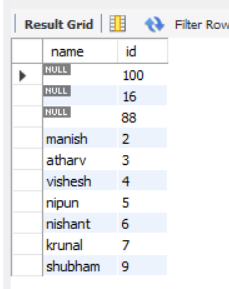 Result Grid Filter Row
name id
NULL 100
NULL 16
NULL 88
manish 2
atharv 3
vishesh 4
nipun 5
nishant 6
krunal 7
shubham 9